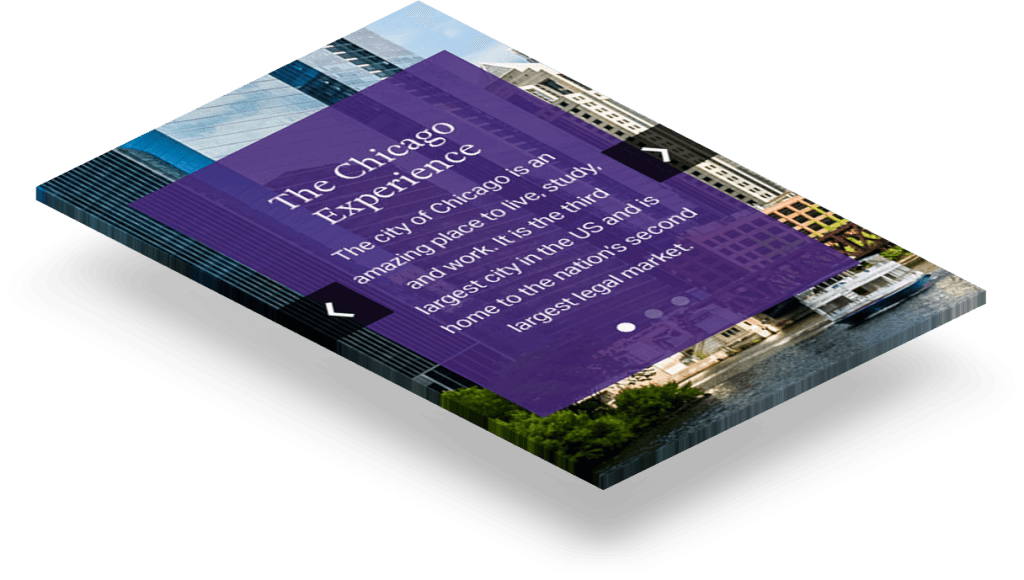 The Chicago
Experience
The city of Chicago is an
amazing place to live, study,
and work. It is the third
largest city in the US and is
home to the nation's second
largest legal market.